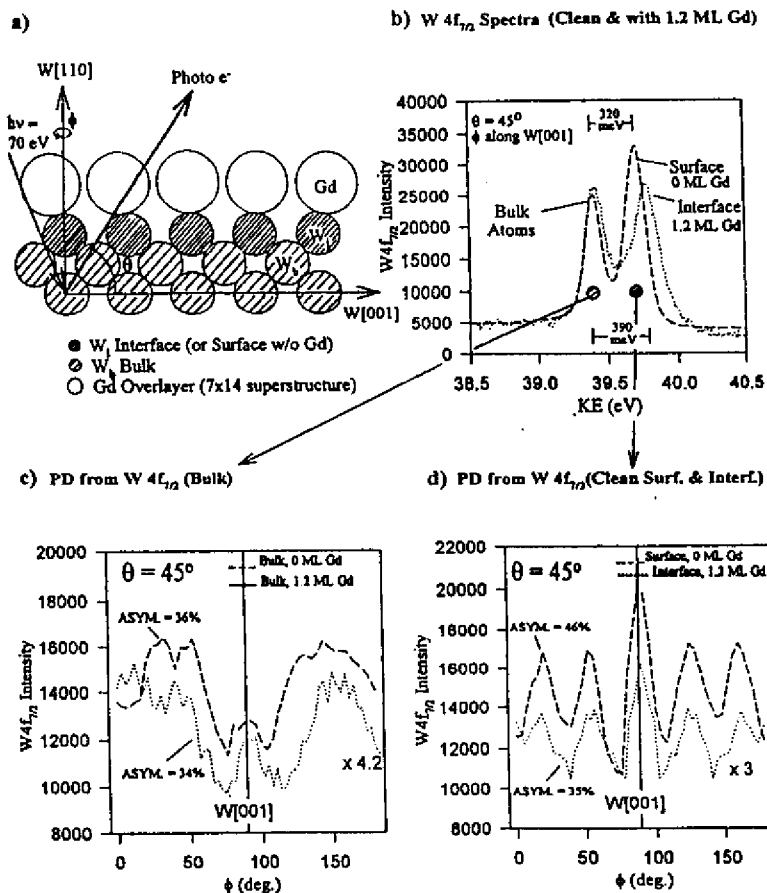 a)
b) W 4f7/2 Spectra (Clean & with 1.2 ML Gd)
W[110]
Photo e-
hν =
70 eV
ϕ
Gd
θ
Wi
Wb
W[001]
● Wi Interface (or Surface w/o Gd)
Wb Bulk
○ Gd Overlayer (7x14 superstructure)
W4f7/2 Intensity
40000
35000
30000
25000
20000
15000
10000
5000
0
θ = 45°
ϕ along W[001]
320
meV
Surface
0 ML Gd
Interface
1.2 ML Gd
Bulk
Atoms
390
meV
38.5 39.0 39.5 40.0 40.5
KE (eV)
c) PD from W 4f7/2 (Bulk)
W4f7/2 Intensity
20000
18000
16000
14000
12000
10000
8000
θ = 45°
Bulk, 0 ML Gd
Bulk, 1.2 ML Gd
ASYM. = 36%
ASYM. = 34%
x 4.2
W[001]
0 50 100 150
ϕ (deg.)
d) PD from W 4f7/2(Clean Surf. & Interf.)
W4f7/2 Intensity
22000
20000
18000
16000
14000
12000
10000
8000
θ = 45°
Surface, 0 ML Gd
Interface, 1.2 ML Gd
ASYM. = 46%
ASYM. = 35%
x 3
W[001]
0 50 100 150
ϕ (deg.)